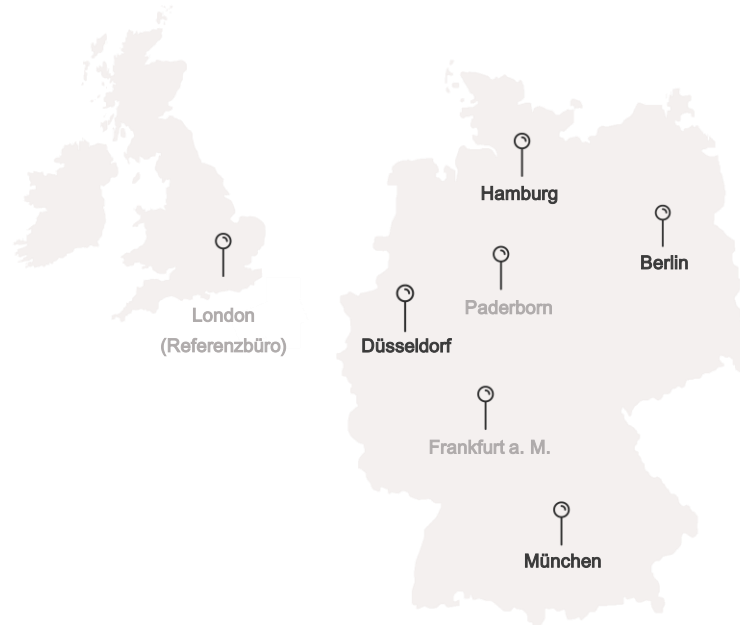 Hamburg
Berlin
Paderborn
London
(Referenzbüro)
Düsseldorf
Frankfurt a. M.
München